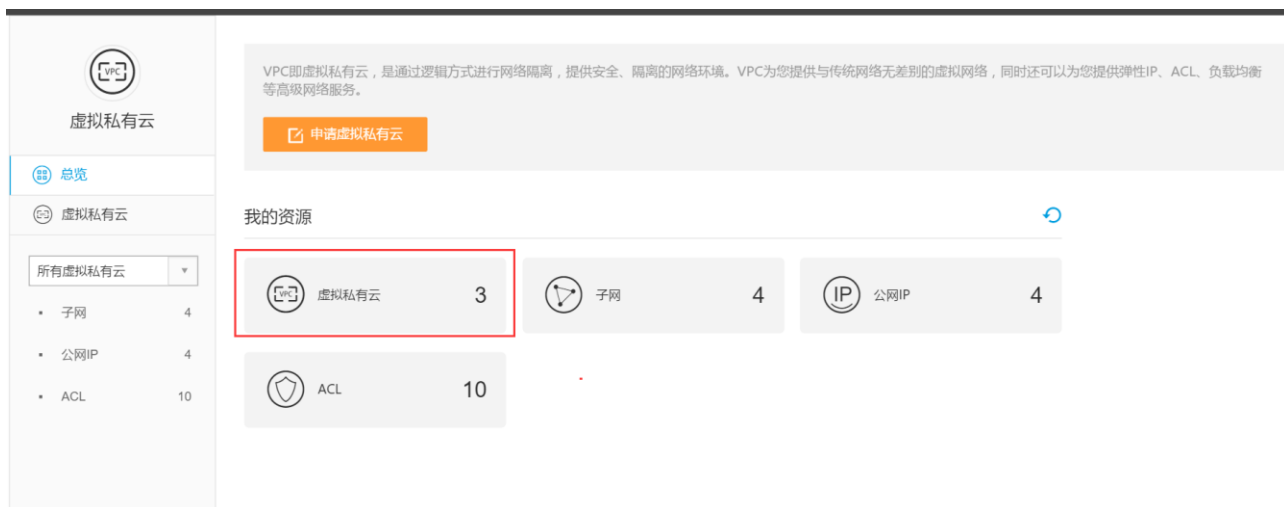 VPC
虚拟私有云
总览
虚拟私有云
所有虚拟私有云
子网 4
公网IP 4
ACL 10
VPC即虚拟私有云，是通过逻辑方式进行网络隔离，提供安全、隔离的网络环境。VPC为您提供与传统网络无差别的虚拟网络，同时还可以为您提供弹性IP、ACL、负载均衡
等高级网络服务。
申请虚拟私有云
我的资源
VPC 虚拟私有云 3
子网 4
IP 公网IP 4
ACL 10